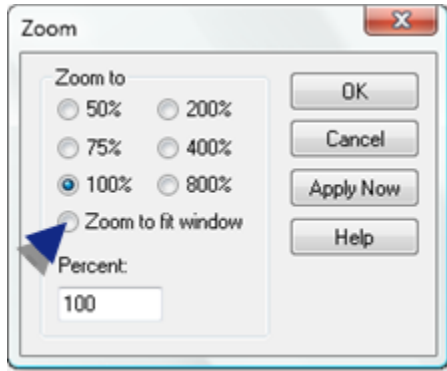 Zoom
Zoom to
50% 200%
75% 400%
100% 800%
Zoom to fit window
Percent:
100
OK
Cancel
Apply Now
Help